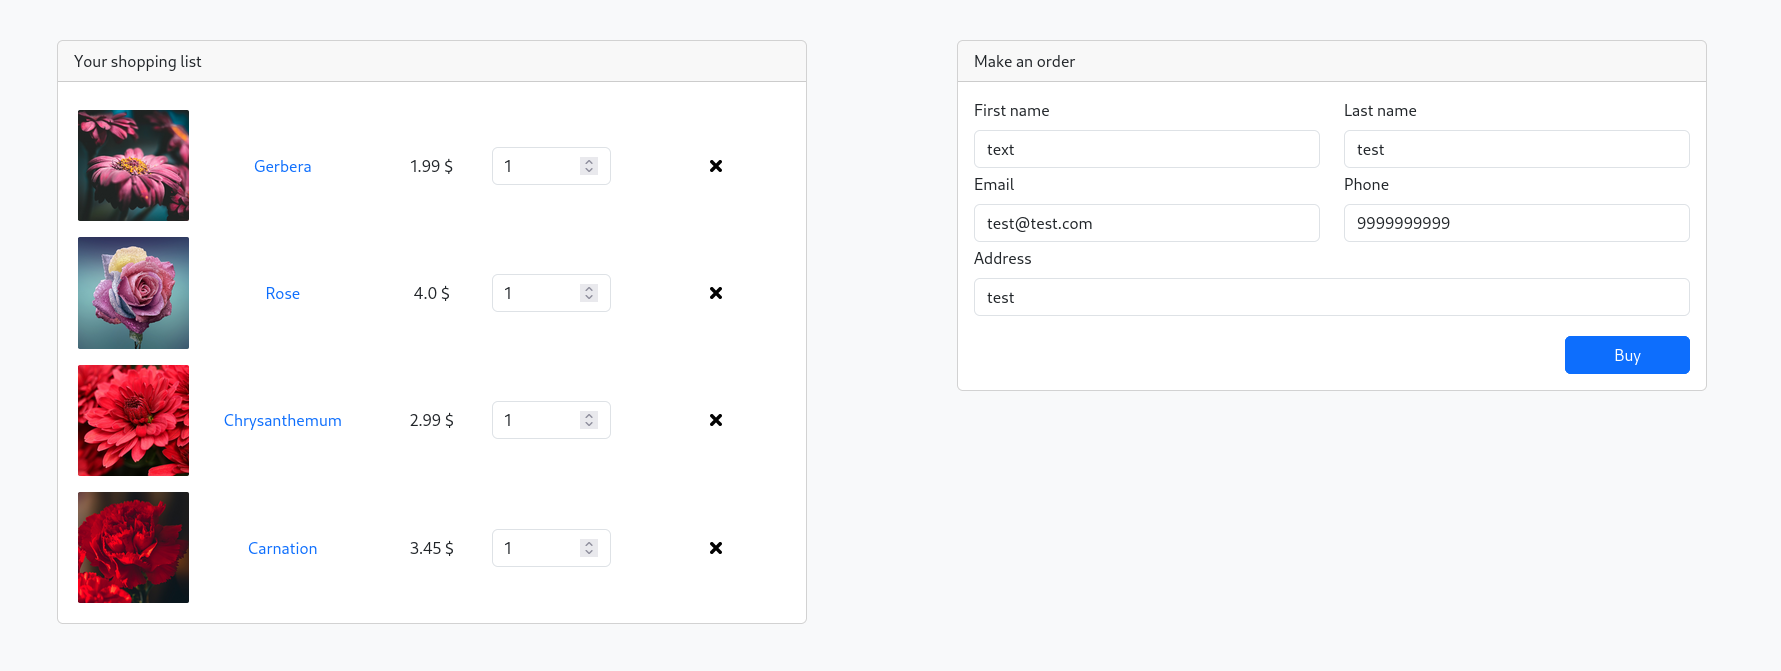 Your shopping list
Gerbera 1.99 $ 1
Rose 4.0 $ 1
Chrysanthemum 2.99 $ 1
Carnation 3.45 $ 1
Make an order
First name Last name
text test
Email Phone
test@test.com 9999999999
Address
test
Buy